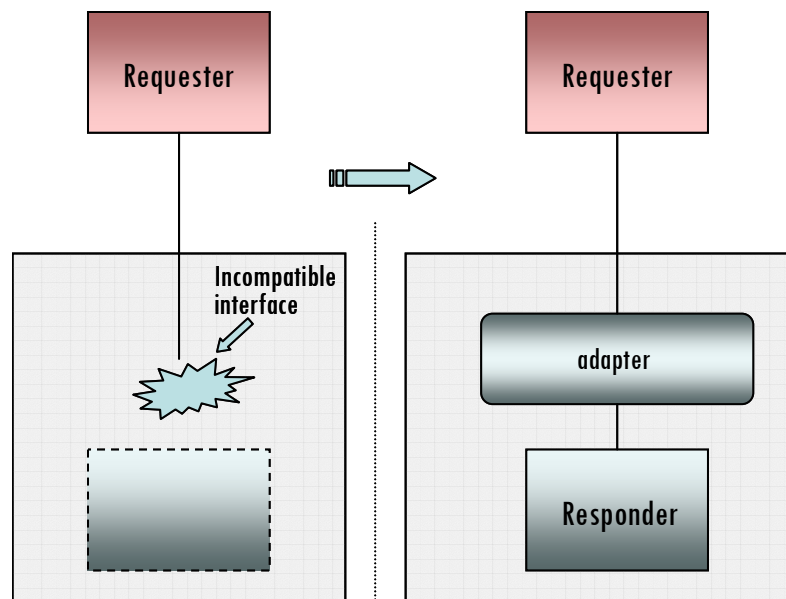 Requester
Requester
Incompatible
interface
adapter
Responder